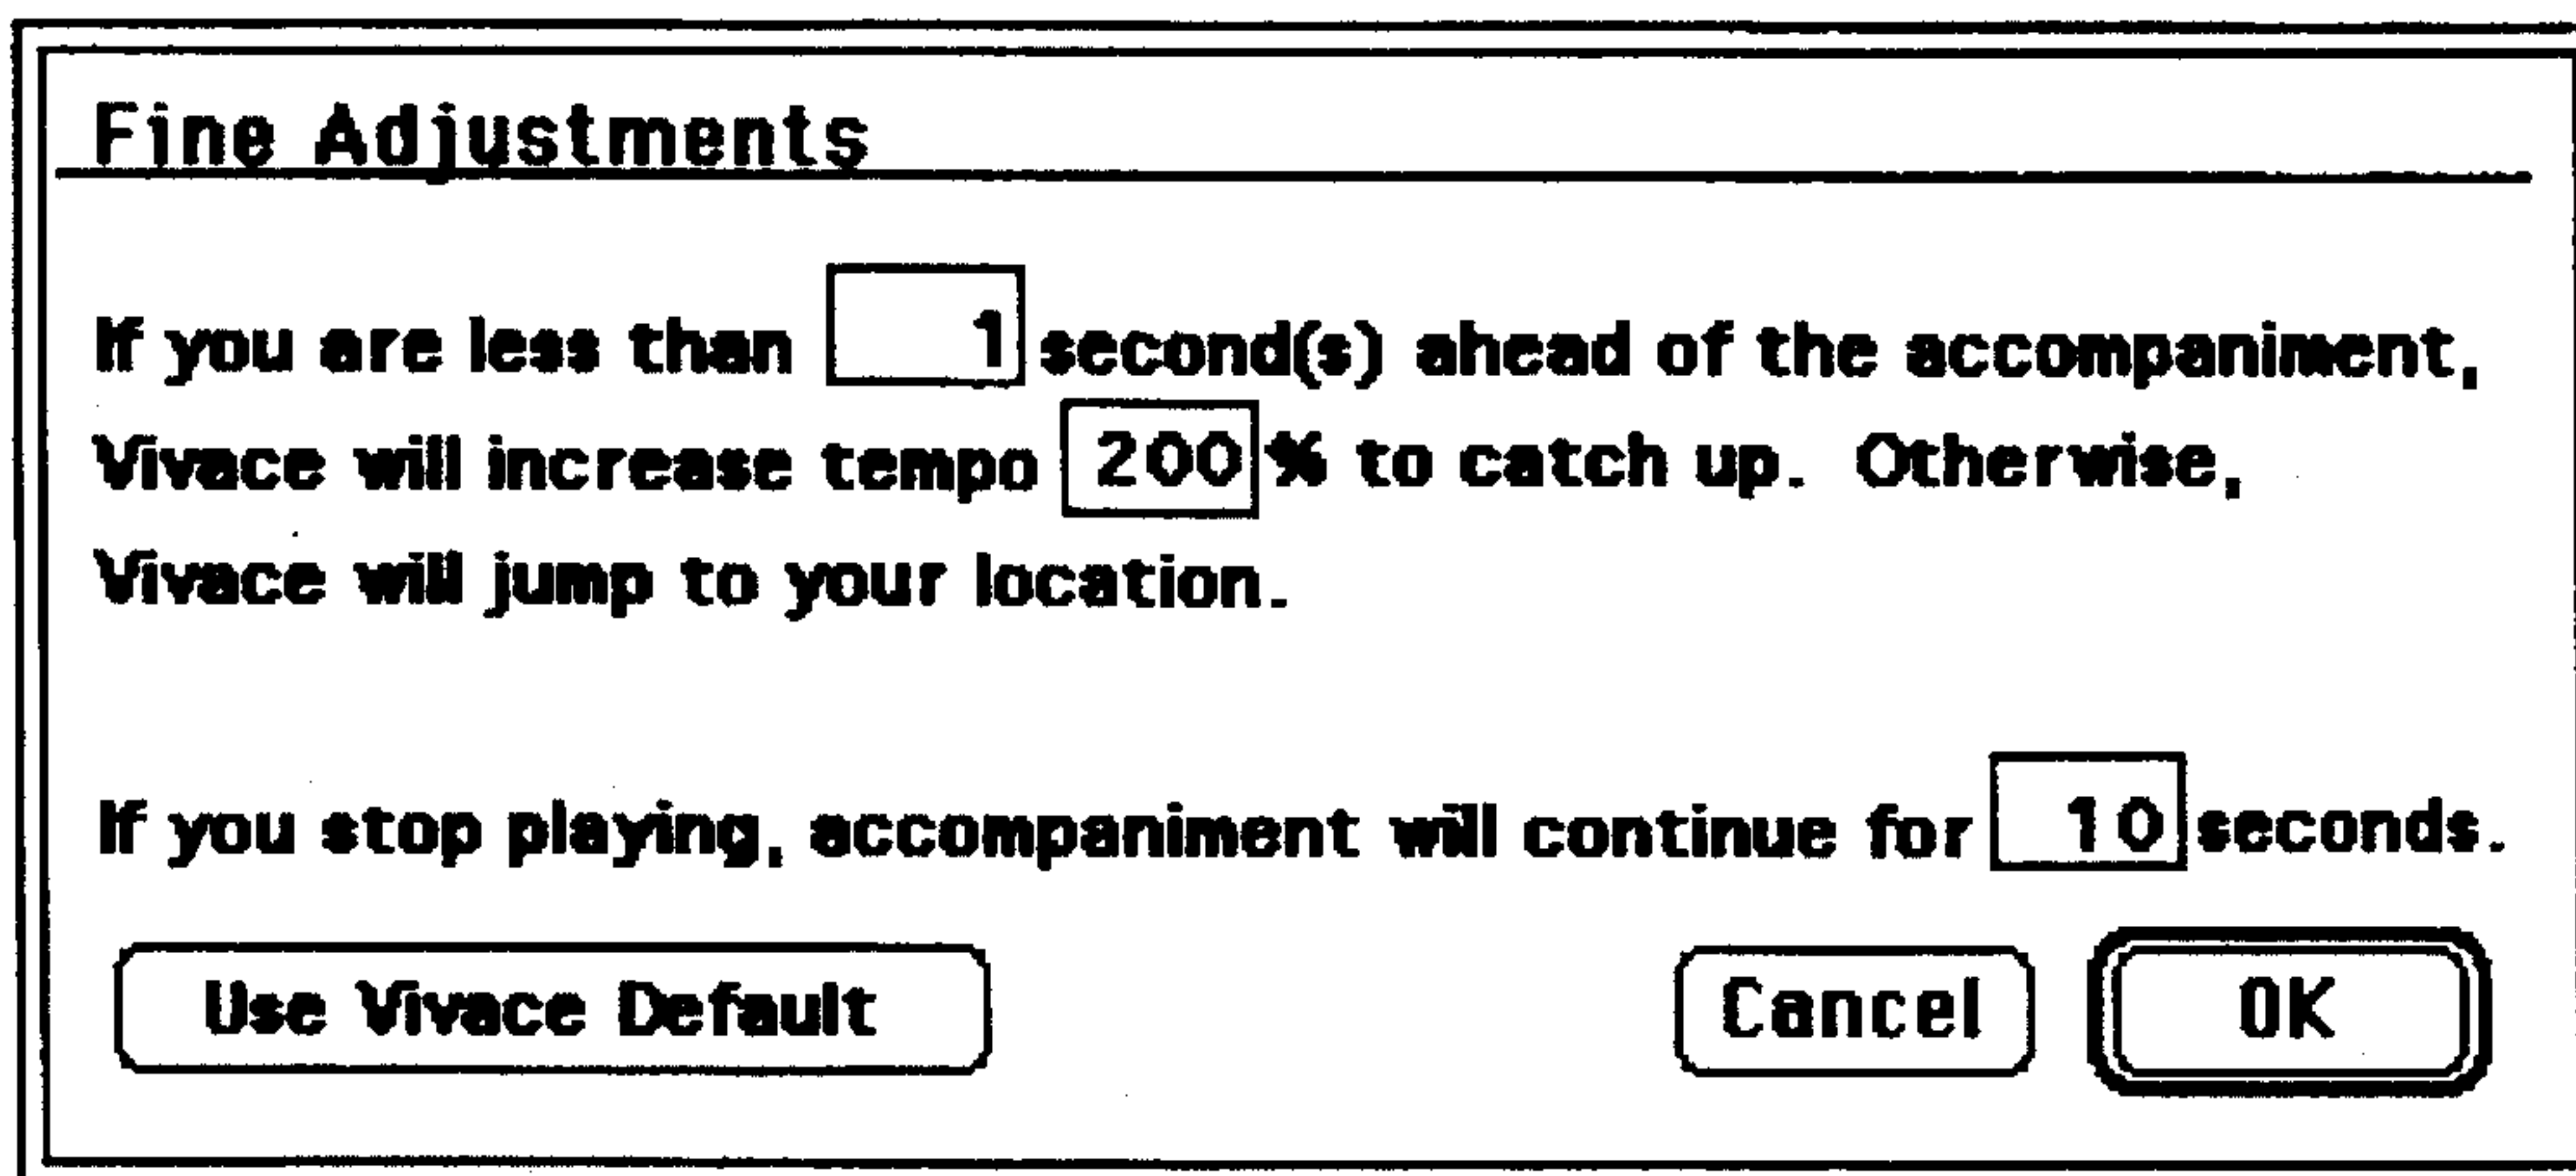 Fine Adjustments
If you are less than 1 second(s) ahead of the accompaniment,
Vivace will increase tempo 200 % to catch up. Otherwise,
Vivace will jump to your location.
If you stop playing, accompaniment will continue for 10 seconds.
Use Vivace Default Cancel OK